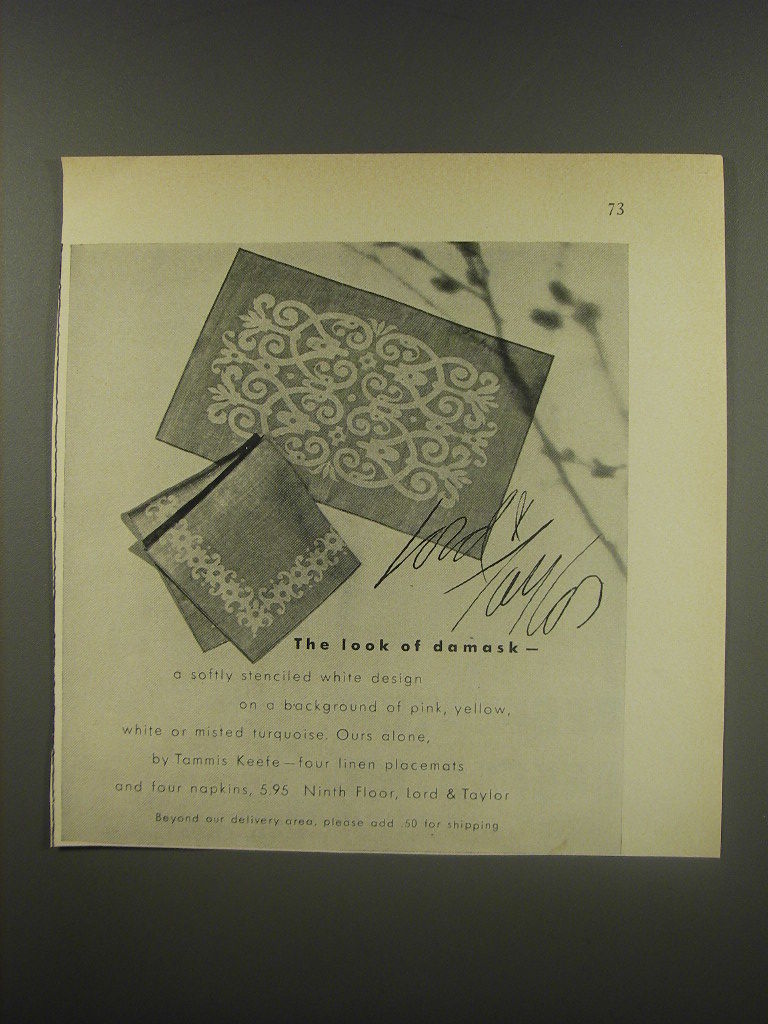 73
Lord &
Taylor
The look of damask —
a softly stenciled white design
on a background of pink, yellow,
white or misted turquoise. Ours alone,
by Tammis Keefe — four linen placemats
and four napkins, 5.95 Ninth Floor, Lord & Taylor
Beyond our delivery area, please add .50 for shipping